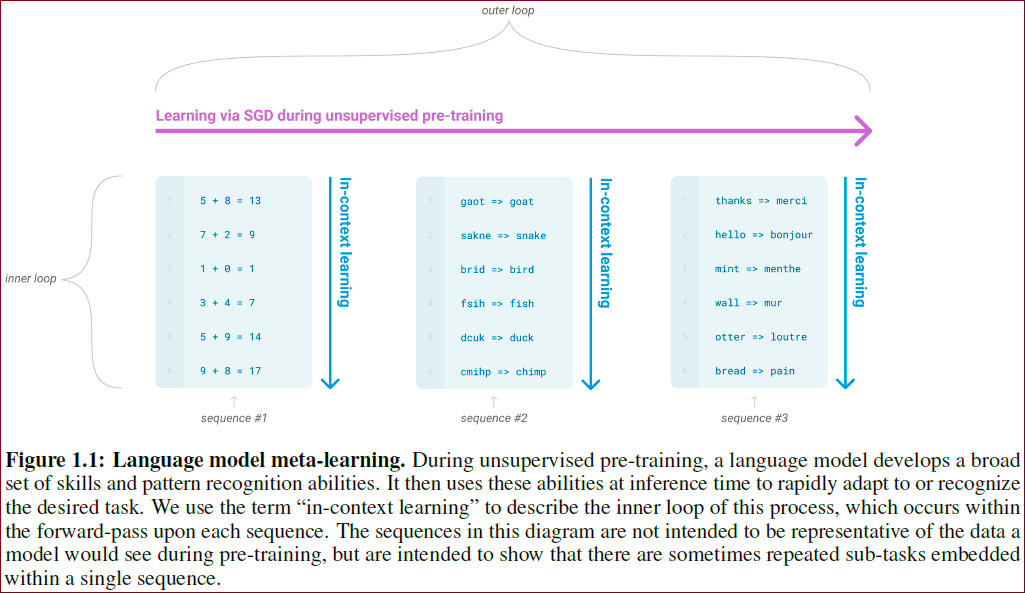 outer loop
Learning via SGD during unsupervised pre-training
inner loop
1 5 + 8 = 13
2 7 + 2 = 9
3 1 + 0 = 1
4 3 + 4 = 7
5 5 + 9 = 14
6 9 + 8 = 17
In-context learning
sequence #1
1 gaot => goat
2 sakne => snake
3 brid => bird
4 fsih => fish
5 dcuk => duck
6 cmihp => chimp
In-context learning
sequence #2
1 thanks => merci
2 hello => bonjour
3 mint => menthe
4 wall => mur
5 otter => loutre
6 bread => pain
In-context learning
sequence #3
Figure 1.1: Language model meta-learning. During unsupervised pre-training, a language model develops a broad
set of skills and pattern recognition abilities. It then uses these abilities at inference time to rapidly adapt to or recognize
the desired task. We use the term “in-context learning” to describe the inner loop of this process, which occurs within
the forward-pass upon each sequence. The sequences in this diagram are not intended to be representative of the data a
model would see during pre-training, but are intended to show that there are sometimes repeated sub-tasks embedded
within a single sequence.